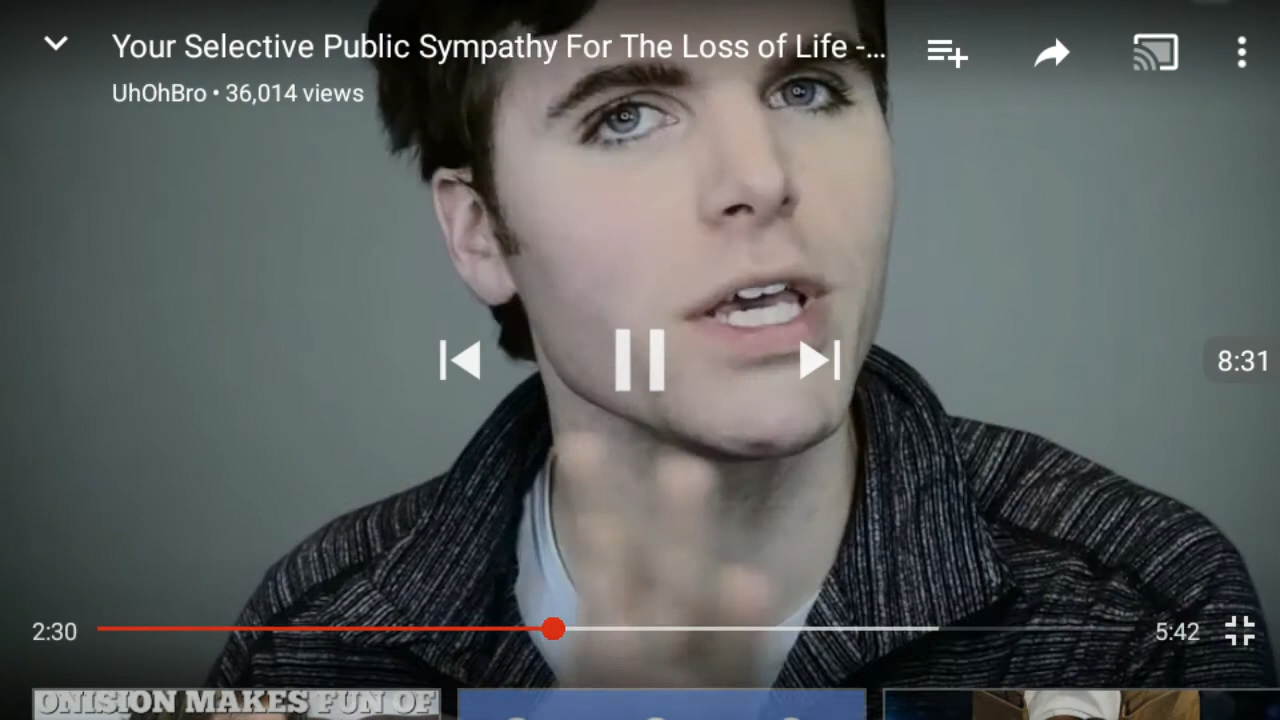 Your Selective Public Sympathy For The Loss of Life -...
UhOhBro • 36,014 views
8:31
2:30
5:42
ONISION MAKES FUN OF